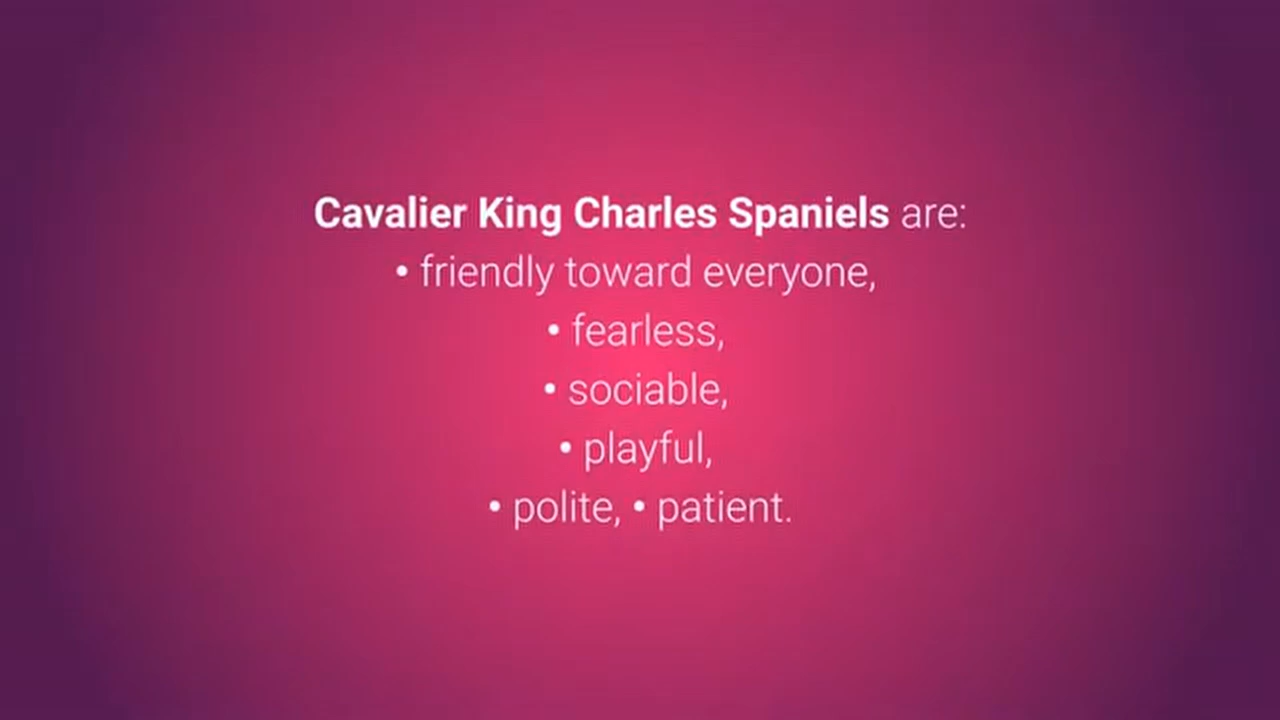 Cavalier King Charles Spaniels are:
• friendly toward everyone,
• fearless,
• sociable,
• playful,
• polite, • patient.